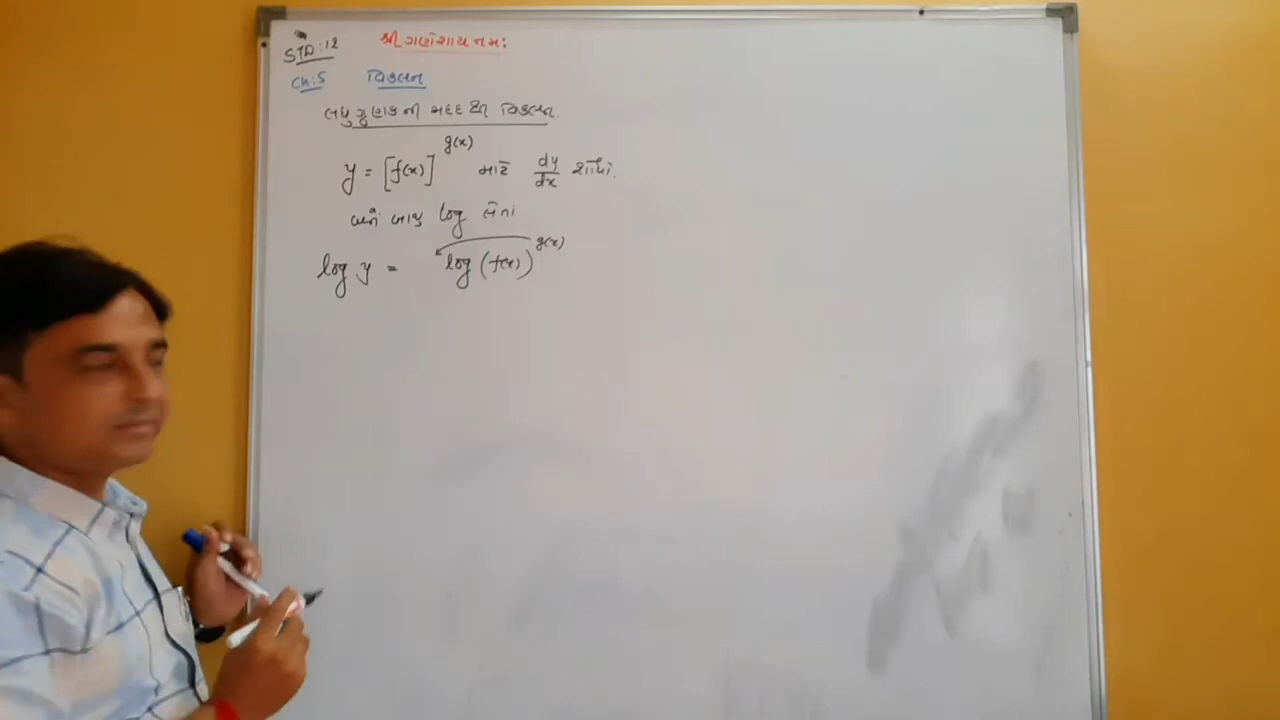 STD:12 શ્રી ગણેશાય નમઃ
Ch:5 વિકલન
લઘુગુણકની મદદથી વિકલન.
y = [f(x)]^g(x) માટે dy/dx શોધો.
બંને બાજુ log લેતાં
log y = log (f(x))^g(x)